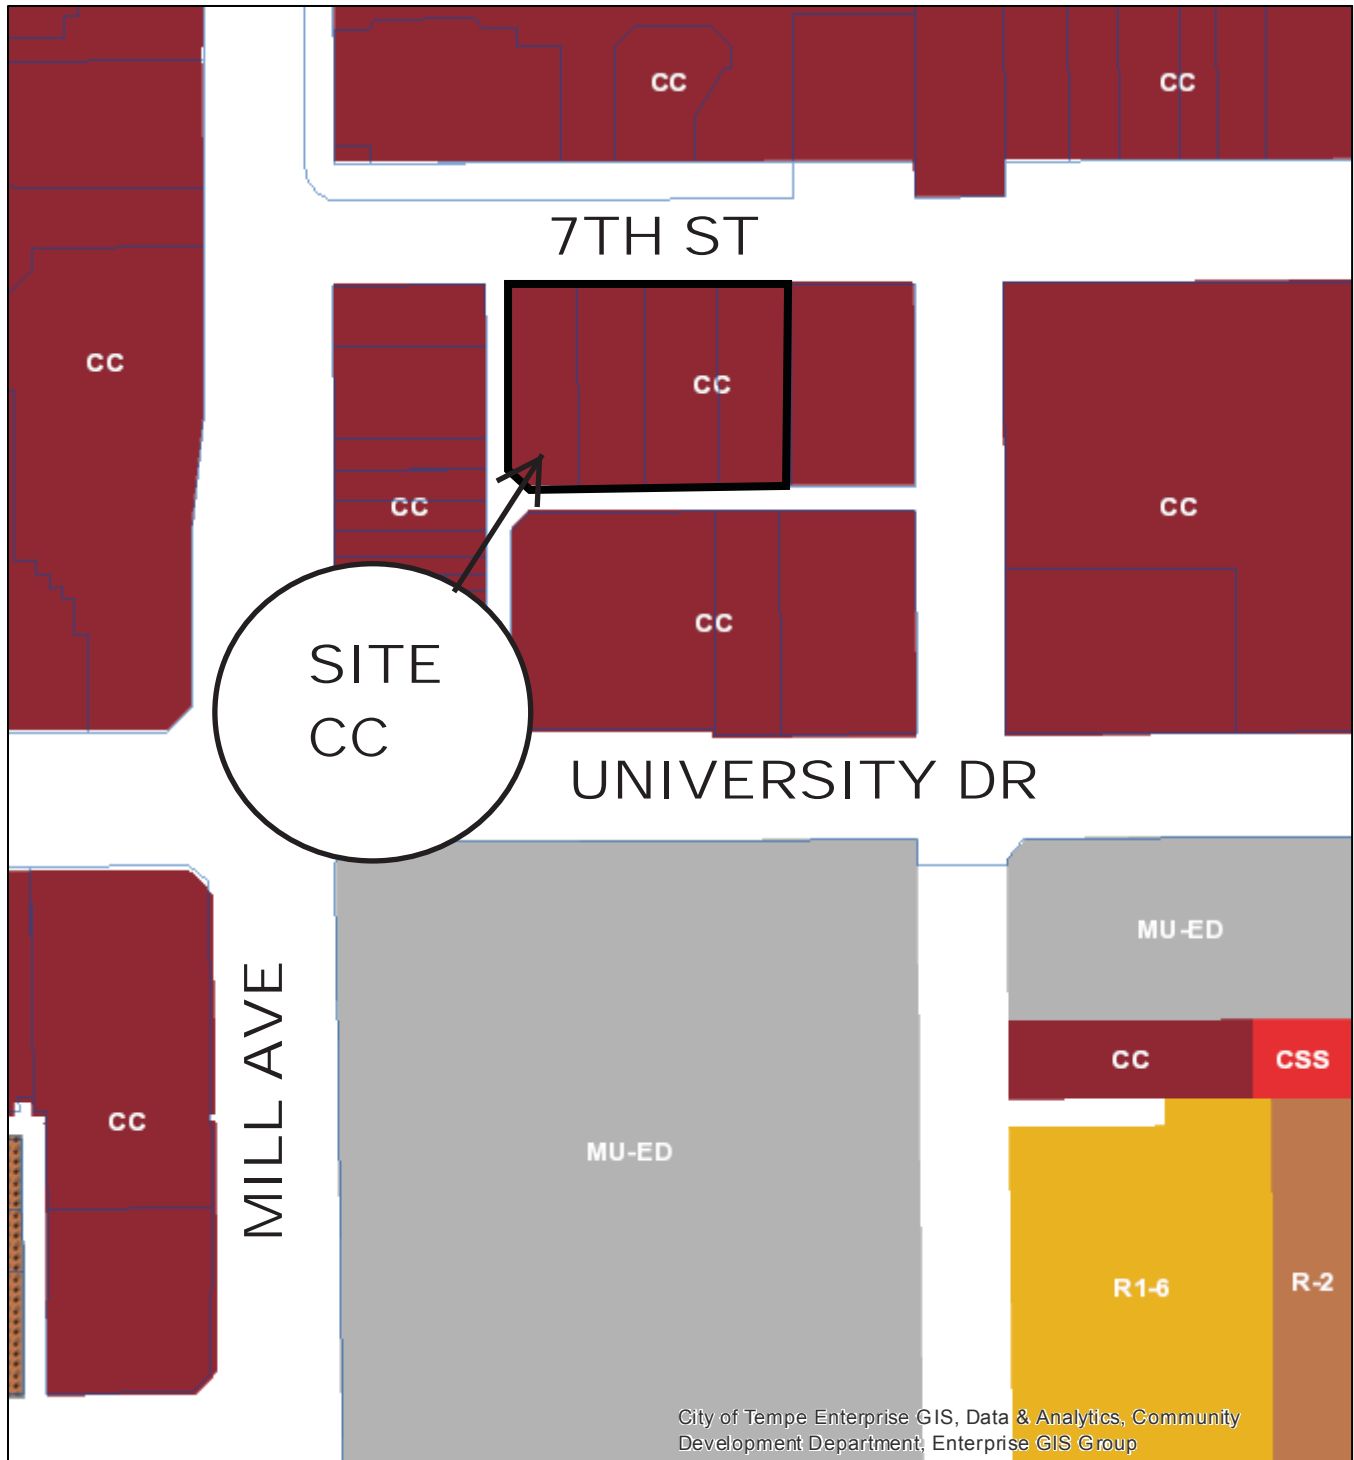 CC
CC
7TH ST
CC
CC
CC
CC
CC
SITE
CC
UNIVERSITY DR
MU-ED
MILL AVE
CC
CSS
CC
MU-ED
R1-6
R-2
City of Tempe Enterprise GIS, Data & Analytics, Community
Development Department, Enterprise GIS Group